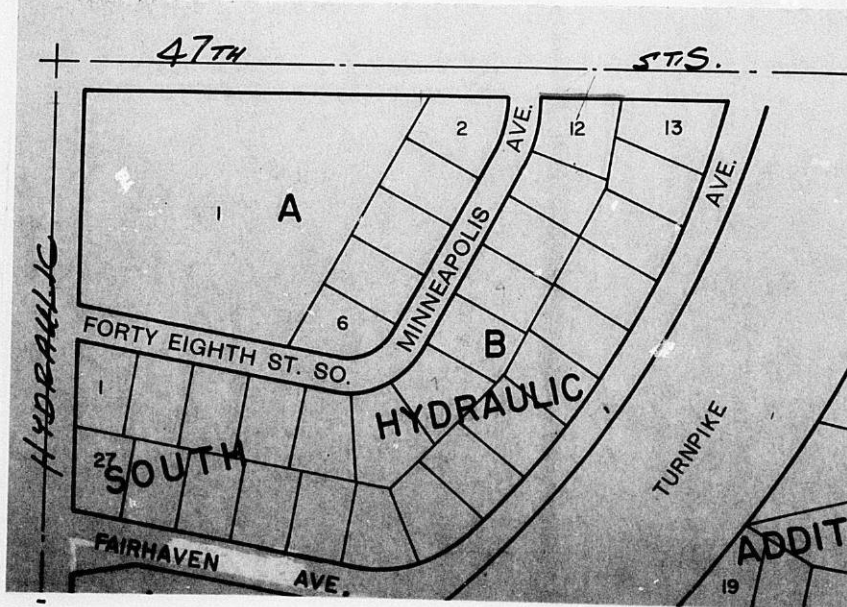 47TH ST. S.
2
AVE.
12
13
AVE.
1
A
MINNEAPOLIS
HYDRAULIC
6
FORTY EIGHTH ST. SO.
B
1
HYDRAULIC
27
SOUTH
TURNPIKE
FAIRHAVEN AVE.
ADDIT
19